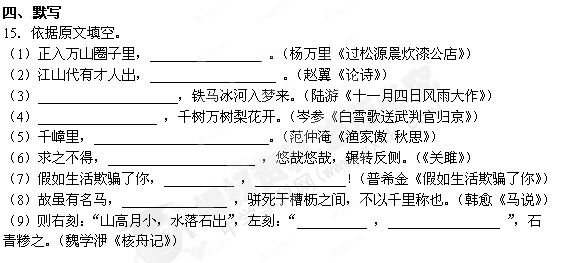 四、默写
15．依据原文填空。
（1）正入万山圈子里，________________ 。（杨万里《过松源晨炊漆公店》）
（2）江山代有才人出，________________ 。（赵翼《论诗》）
（3）____________________，铁马冰河入梦来。（陆游《十一月四日风雨大作》）
（4）_________________ ，千树万树梨花开。（岑参《白雪歌送武判官归京》）
（5）千嶂里，_________________________。（范仲淹《渔家傲 秋思》）
（6）求之不得，______________________ ，悠哉悠哉，辗转反侧。（《关雎》）
（7）假如生活欺骗了你，__________ ，_____________！（普希金《假如生活欺骗了你》）
（8）故虽有名马，________________ ，骈死于槽枥之间，不以千里称也。（韩愈《马说》）
（9）则右刻：“山高月小，水落石出”，左刻：“__________ ，________________ ”，石
青糁之。（魏学洢《核舟记》）